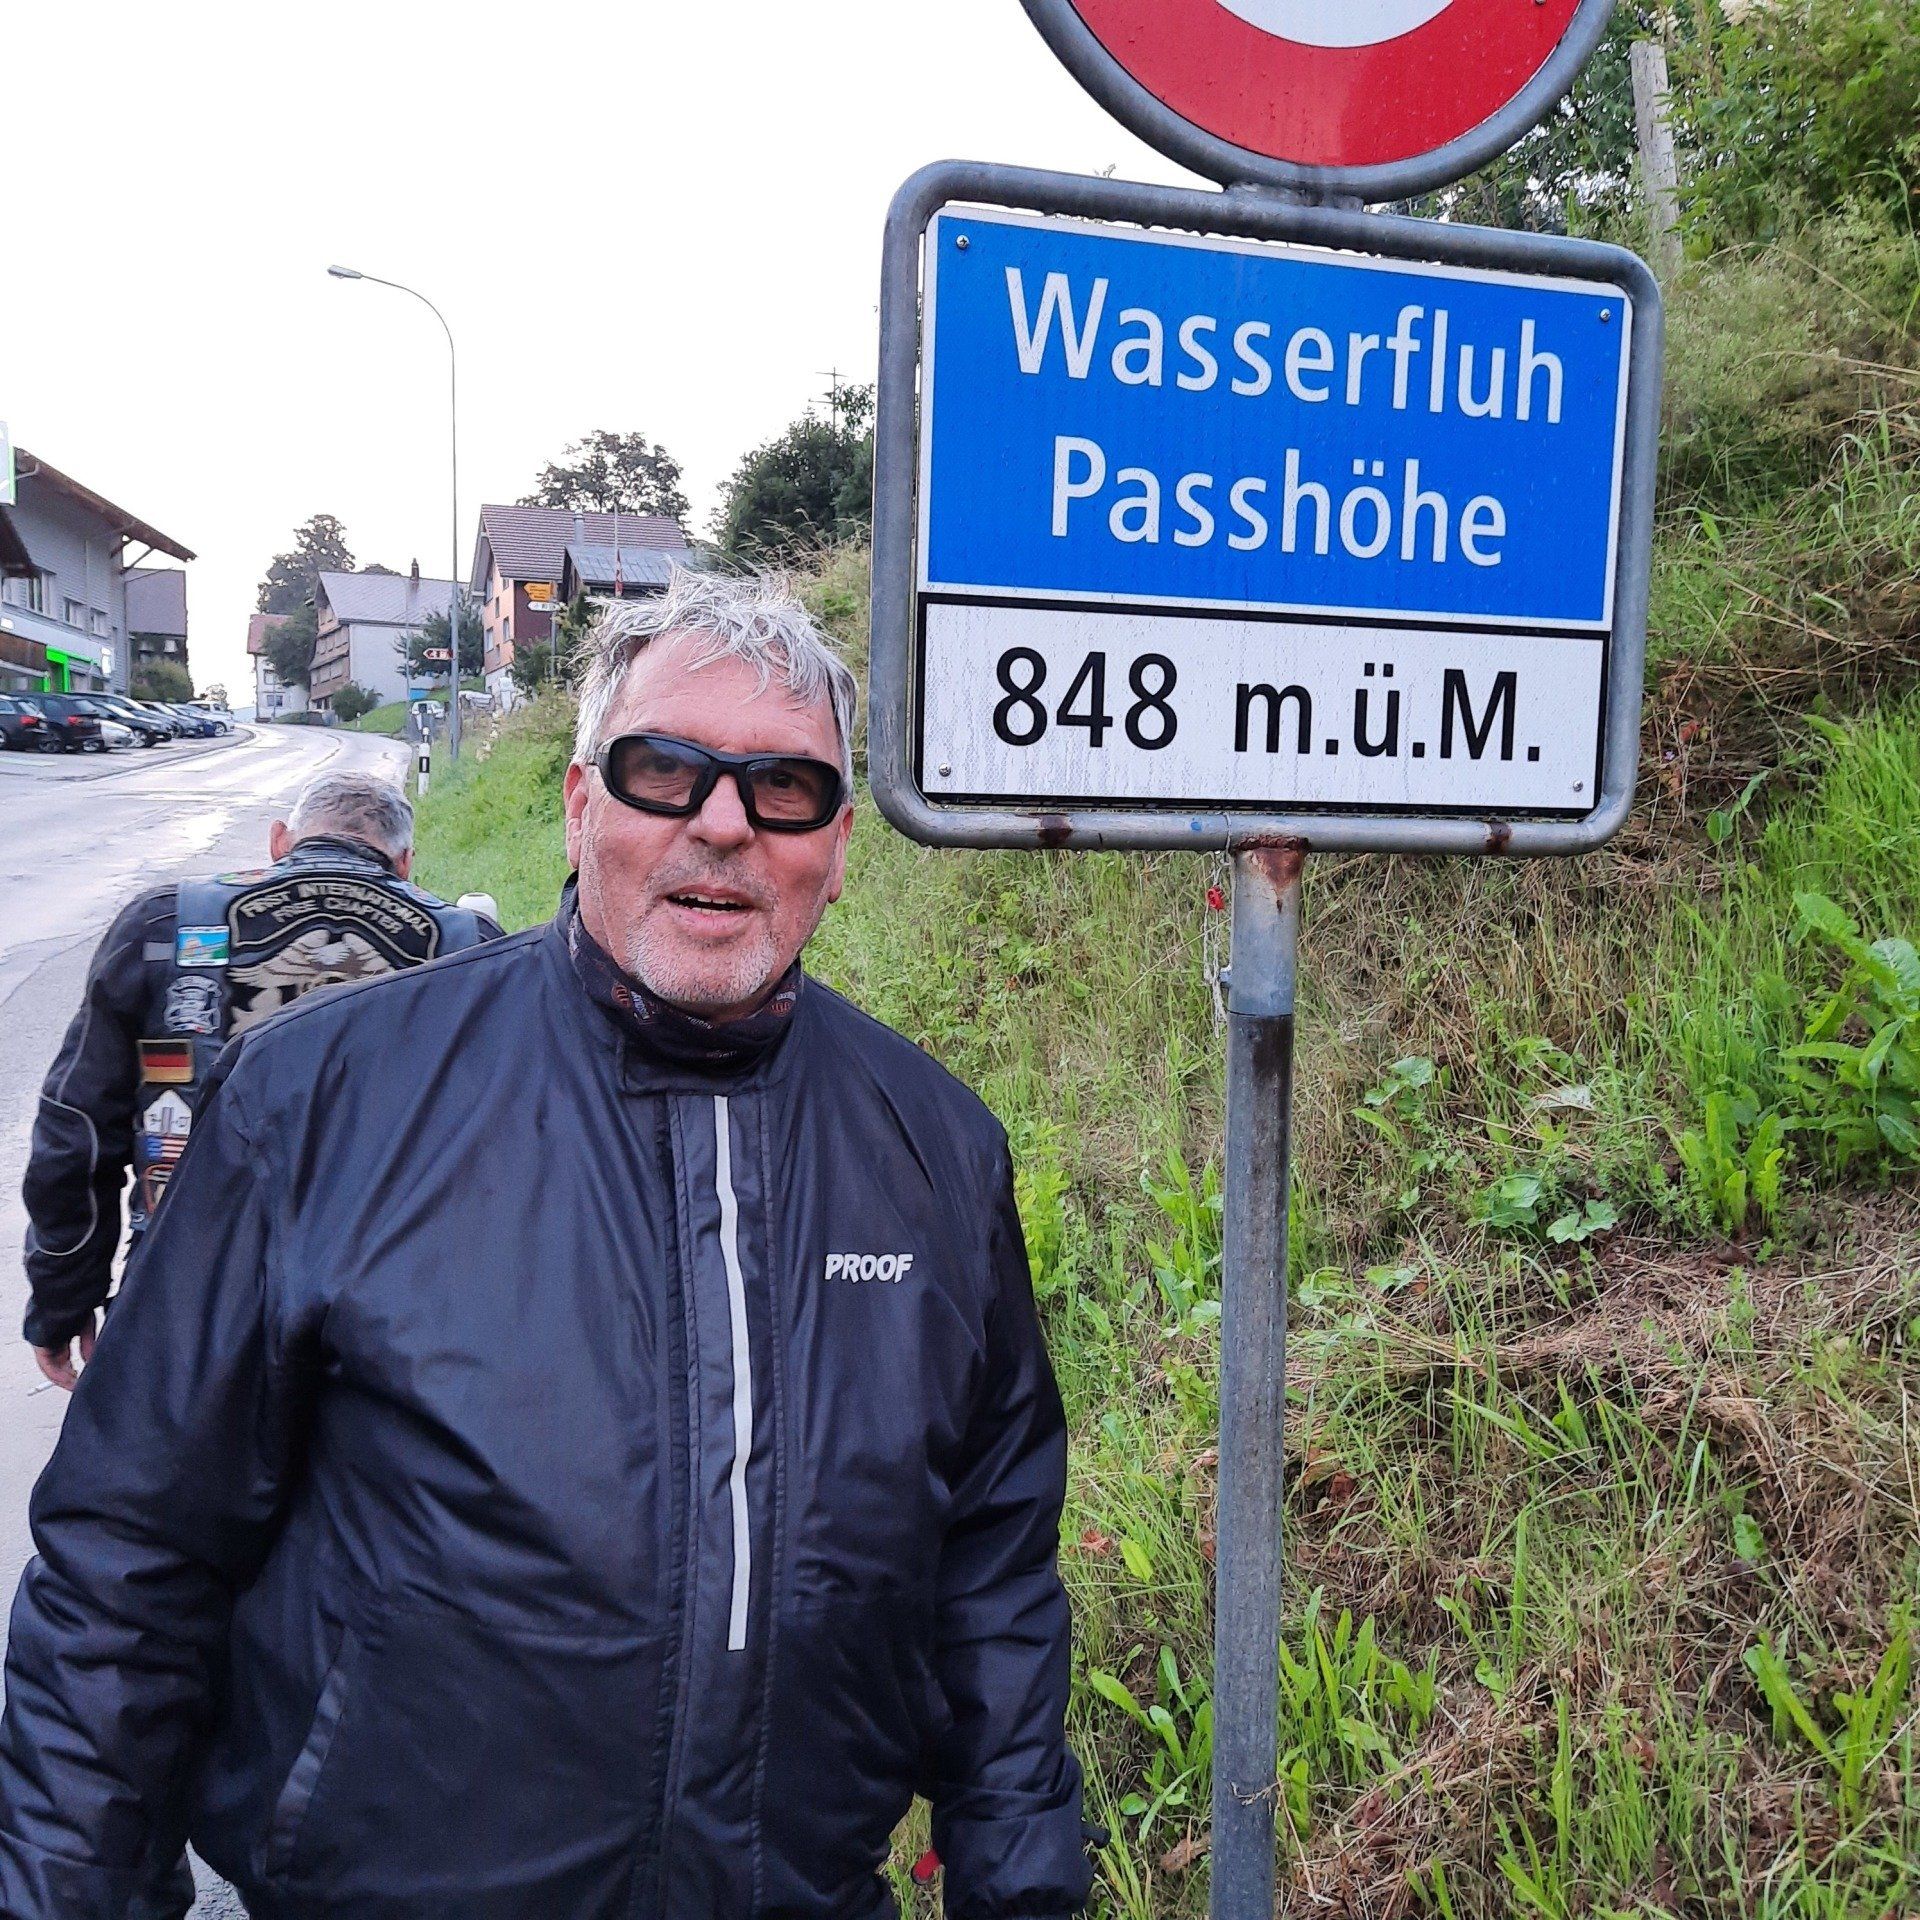 Wasserfluh
Passhöhe
848 m.ü.M.
FIRST INTERNATIONAL
FREE CHAPTER
PROOF